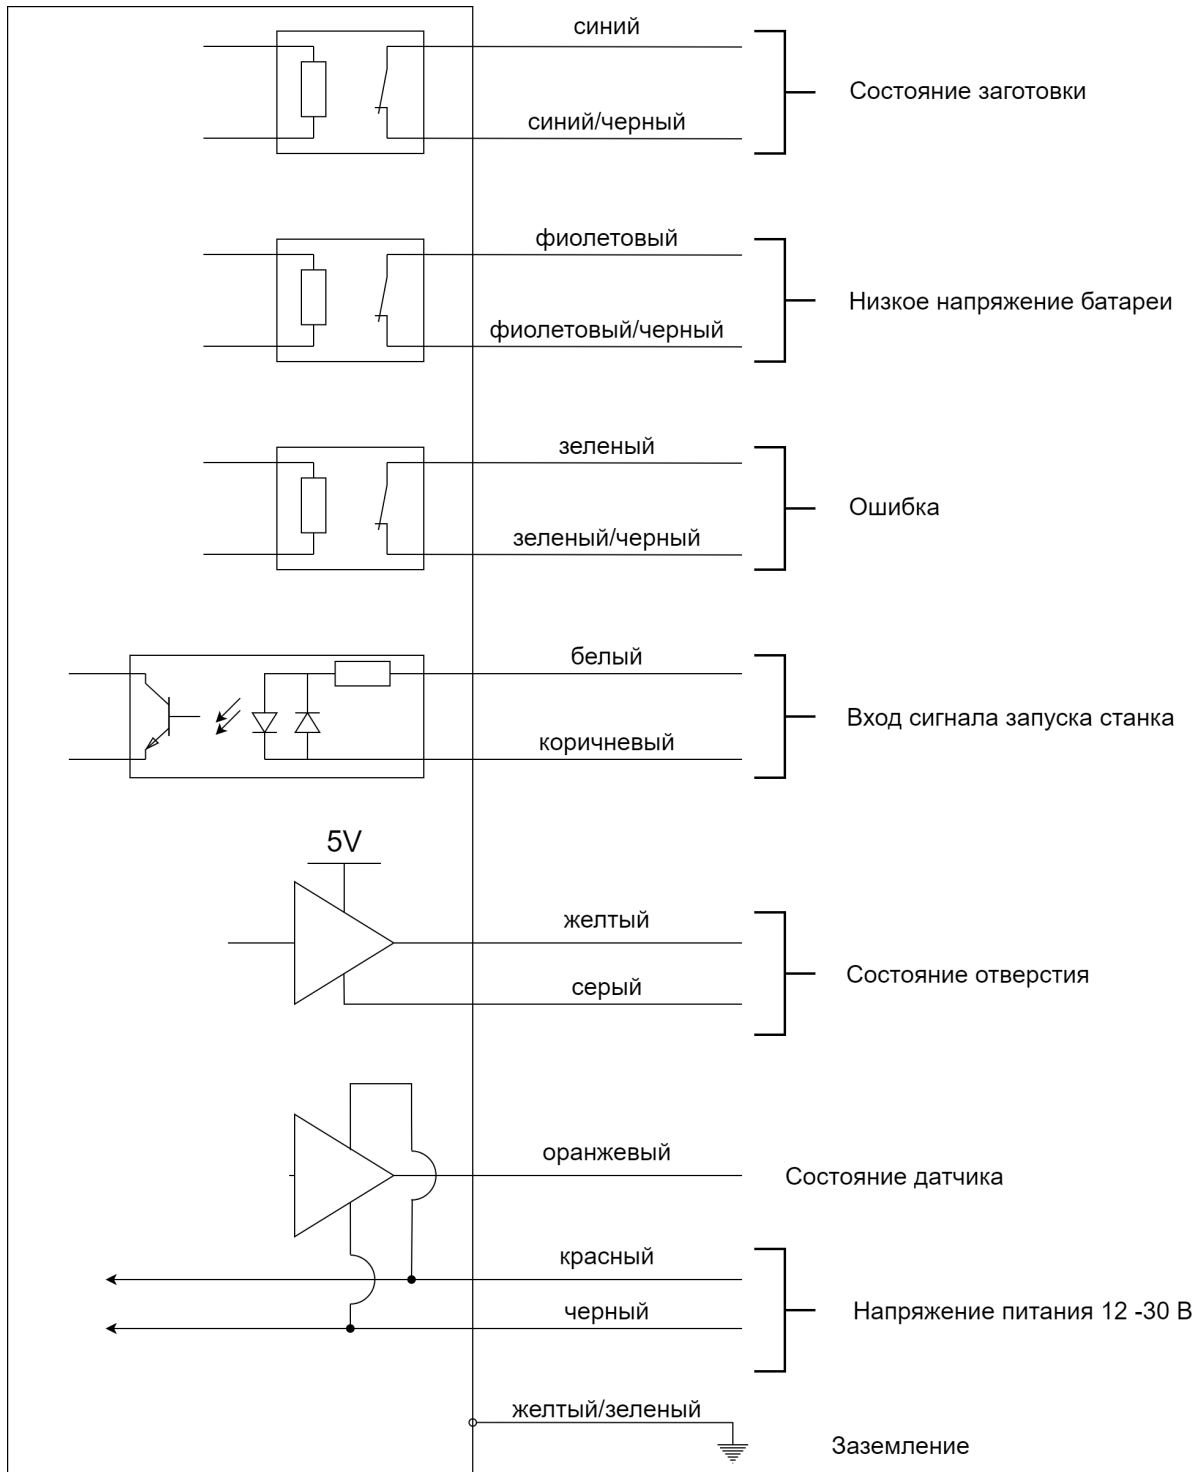 синий
Состояние заготовки
синий/черный
фиолетовый
Низкое напряжение батареи
фиолетовый/черный
зеленый
Ошибка
зеленый/черный
белый
Вход сигнала запуска станка
коричневый
5V
желтый
Состояние отверстия
серый
оранжевый
Состояние датчика
красный
черный
Напряжение питания 12 -30 В
желтый/зеленый
Заземление